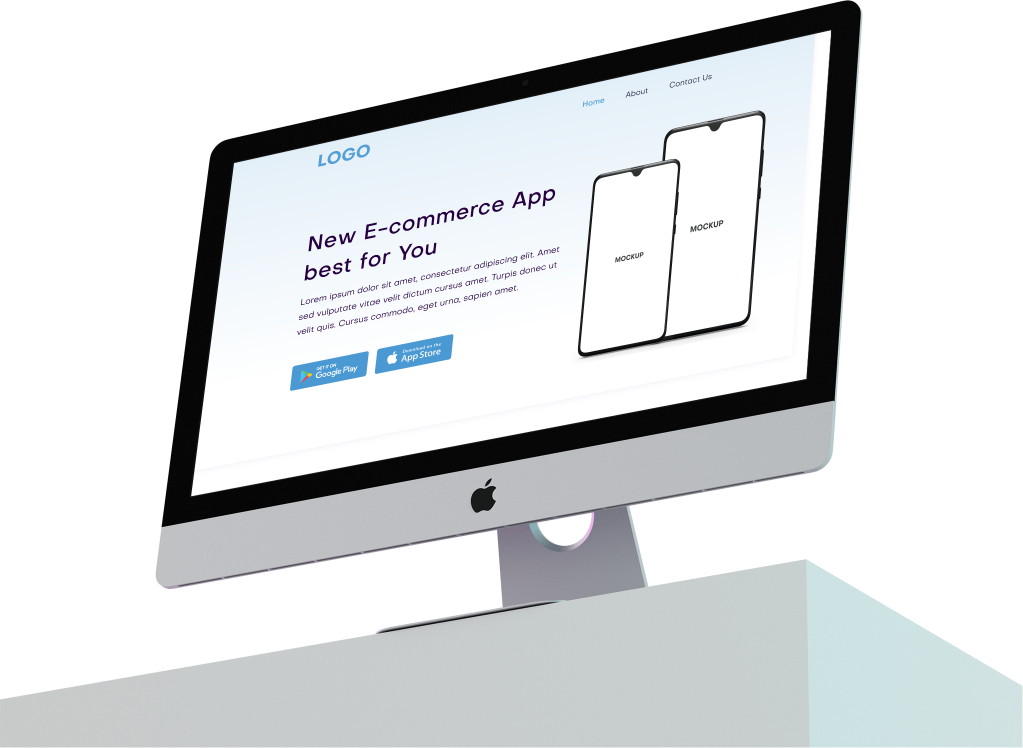 Home About Contact Us
LOGO
New E-commerce App
best for You
Lorem ipsum dolor sit amet, consectetur adipiscing elit. Amet
sed vulputate vitae velit dictum cursus amet. Turpis donec ut
velit quis. Cursus commodo, eget urna, sapien amet.
GET IT ON
Google Play
Download on the
App Store
MOCKUP
MOCKUP